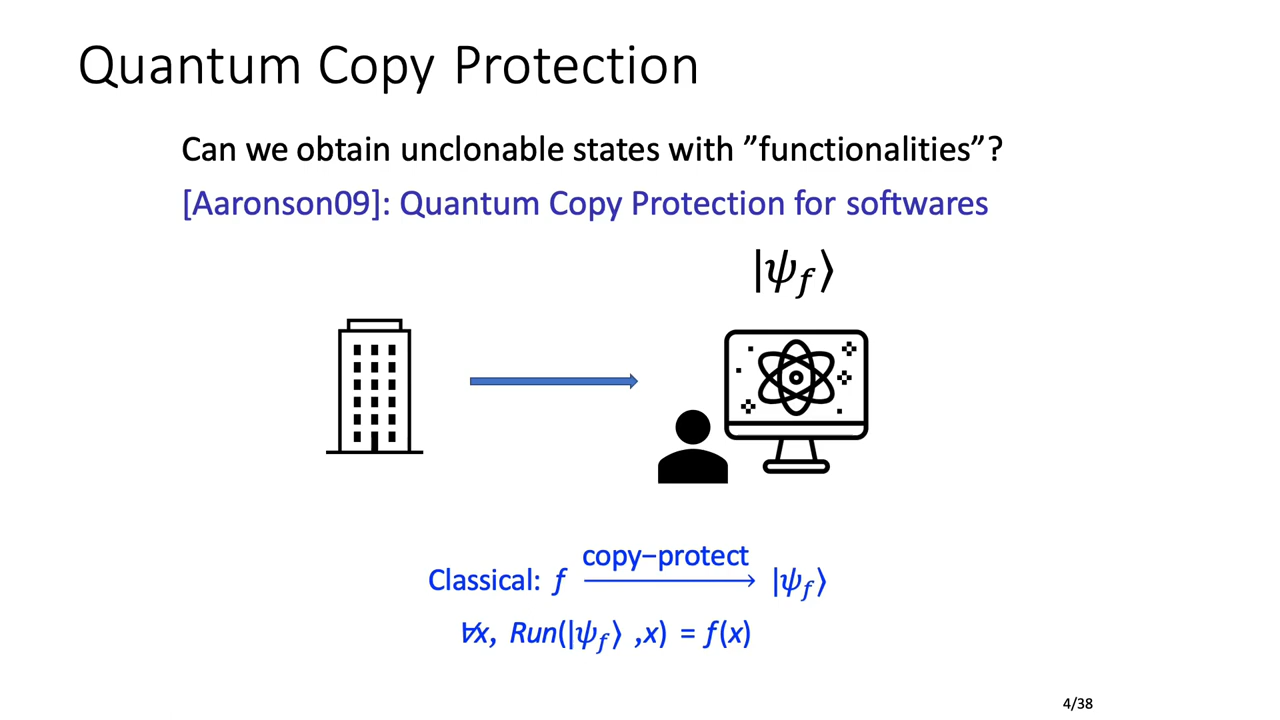 Quantum Copy Protection
Can we obtain unclonable states with ”functionalities”?
[Aaronson09]: Quantum Copy Protection for softwares
|ψ_f⟩
copy−protect
Classical: f ⟶ |ψ_f⟩
∀x, Run(|ψ_f⟩ ,x) = f(x)
4/38